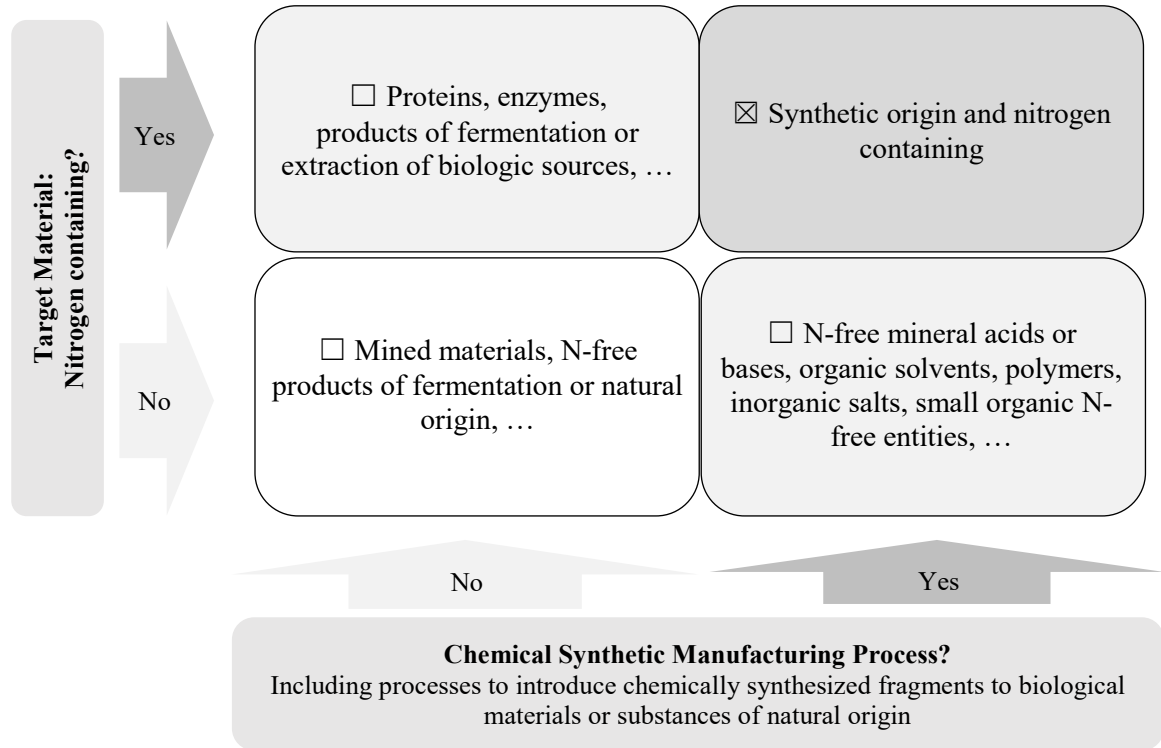 Target Material:
Nitrogen containing?
Yes
☐ Proteins, enzymes,
products of fermentation or
extraction of biologic sources, …
☒ Synthetic origin and nitrogen
containing
No
☐ Mined materials, N-free
products of fermentation or natural
origin, …
☐ N-free mineral acids or
bases, organic solvents, polymers,
inorganic salts, small organic N-
free entities, …
No
Yes
Chemical Synthetic Manufacturing Process?
Including processes to introduce chemically synthesized fragments to biological
materials or substances of natural origin